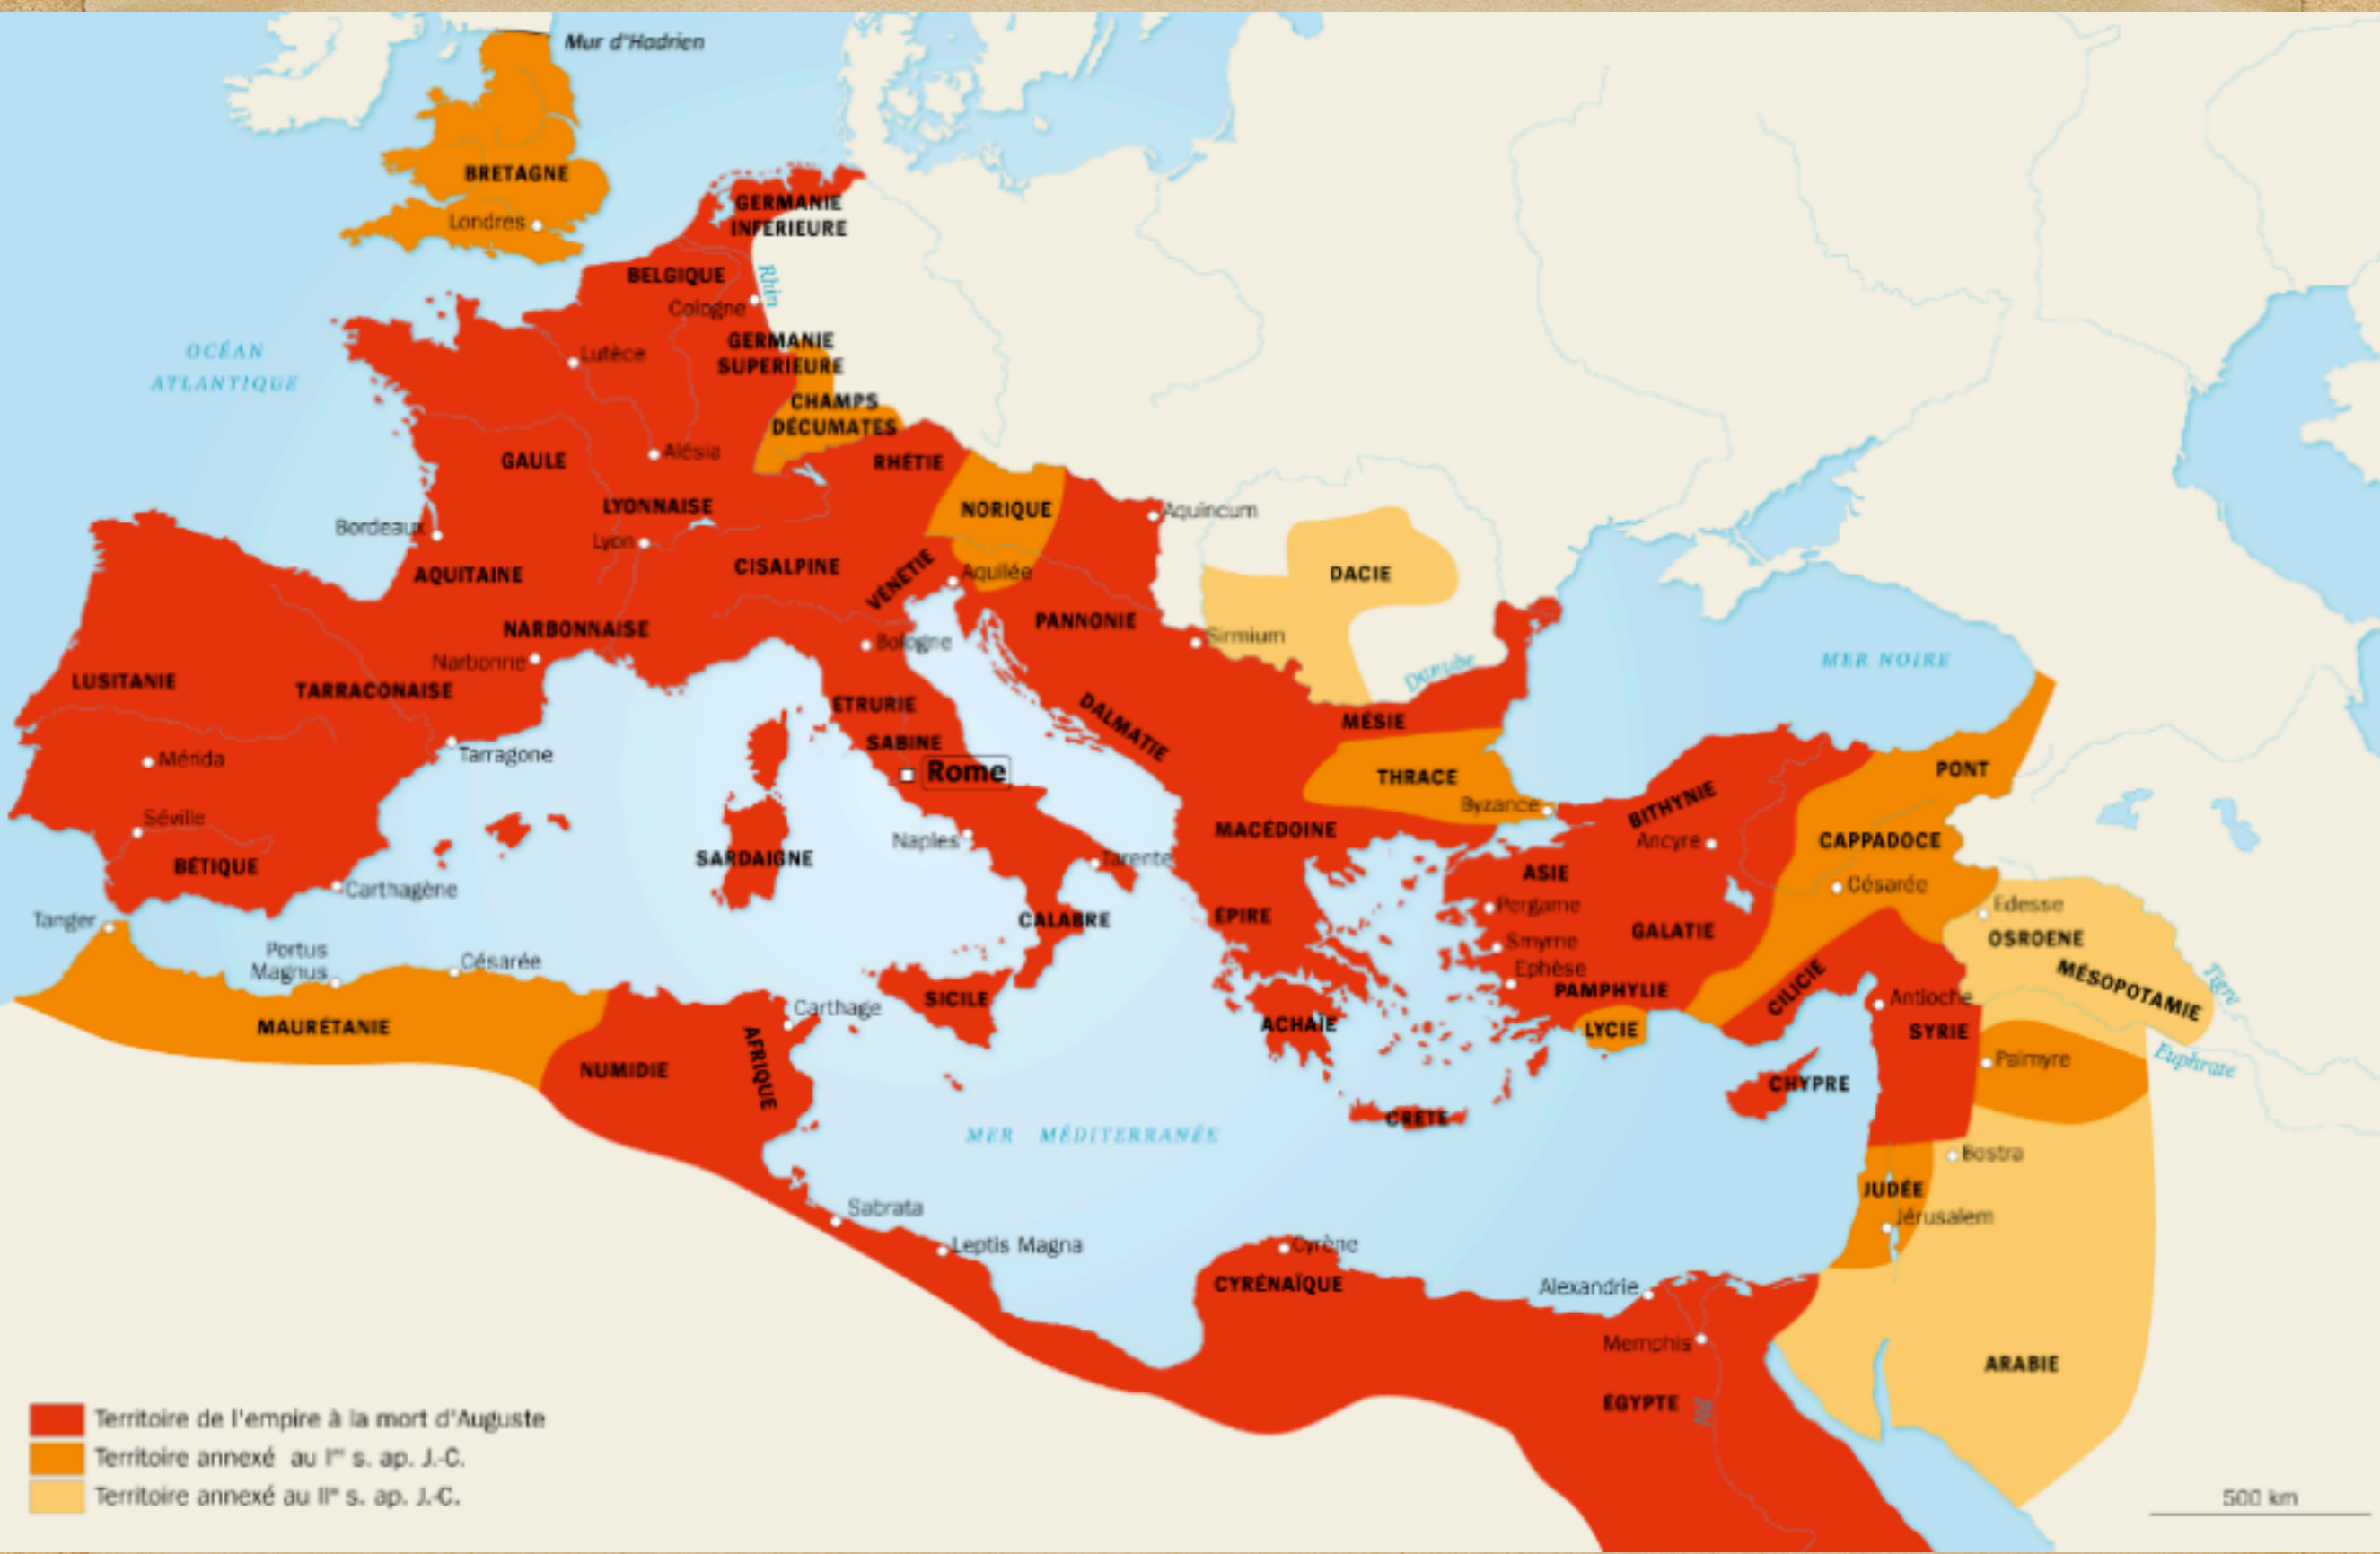 Mur d'Hadrien
BRETAGNE
Londres
GERMANIE
INFERIEURE
Rhin
BELGIQUE
Cologne
GERMANIE
SUPERIEURE
OCÉAN
ATLANTIQUE
Lutèce
CHAMPS
DÉCUMATES
GAULE
Alésia
RHÉTIE
LYONNAISE
NORIQUE
Aquincum
Bordeaux
Lyon
CISALPINE
VÉNÉTIE
Aquilée
DACIE
AQUITAINE
PANNONIE
NARBONNAISE
Bologne
Sirmium
Narbonne
Danube
MER NOIRE
LUSITANIE
TARRACONAISE
ÉTRURIE
DALMATIE
MÉSIE
SABINE
Mérida
Tarragone
Rome
THRACE
PONT
Byzance
BITHYNIE
Séville
Naples
MACÉDOINE
Ancyre
CAPPADOCE
BÉTIQUE
SARDAIGNE
Tarente
ASIE
Césarée
Carthagène
Pergame
Edesse
Tanger
CALABRE
ÉPIRE
GALATIE
OSROENE
Portus
Magnus
Césarée
Smyrne
Ephèse
MÉSOPOTAMIE
Tigre
CILICIE
PAMPHYLIE
Antioche
Carthage
SICILE
MAURÉTANIE
ACHAÏE
LYCIE
SYRIE
AFRIQUE
NUMIDIE
Palmyre
Euphrate
CHYPRE
CRÈTE
MER MÉDITERRANÉE
Bostra
JUDÉE
Sabrata
Jérusalem
Leptis Magna
Cyrène
CYRÉNAÏQUE
Alexandrie
Memphis
ARABIE
ÉGYPTE
Nil
Territoire de l'empire à la mort d'Auguste
Territoire annexé au Iᵉʳ s. ap. J.-C.
Territoire annexé au IIᵉ s. ap. J.-C.
500 km